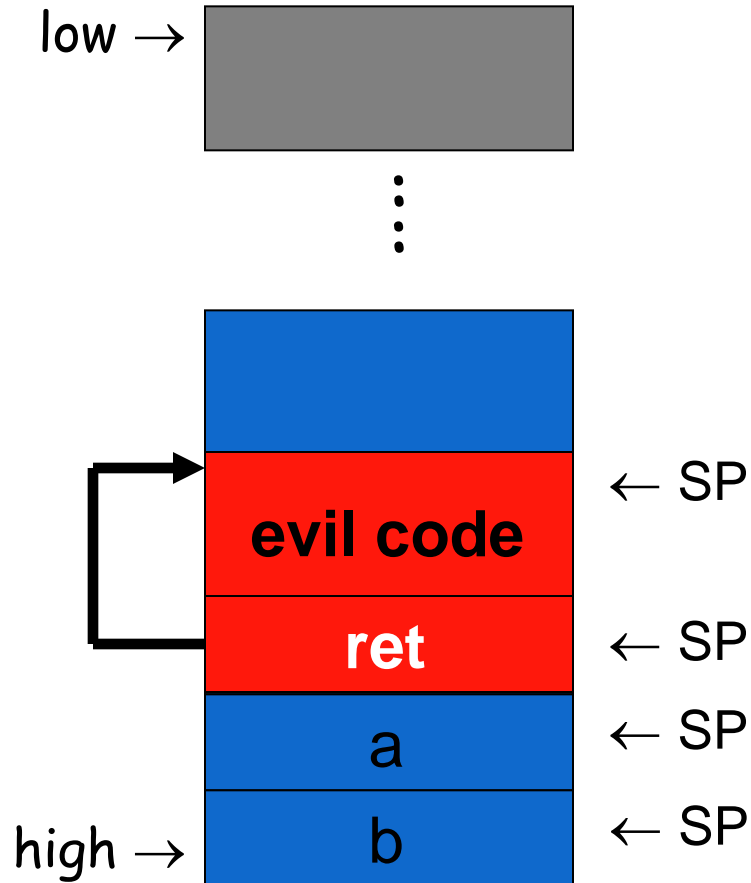 low →
← SP
evil code
ret
← SP
a
← SP
high →
b
← SP